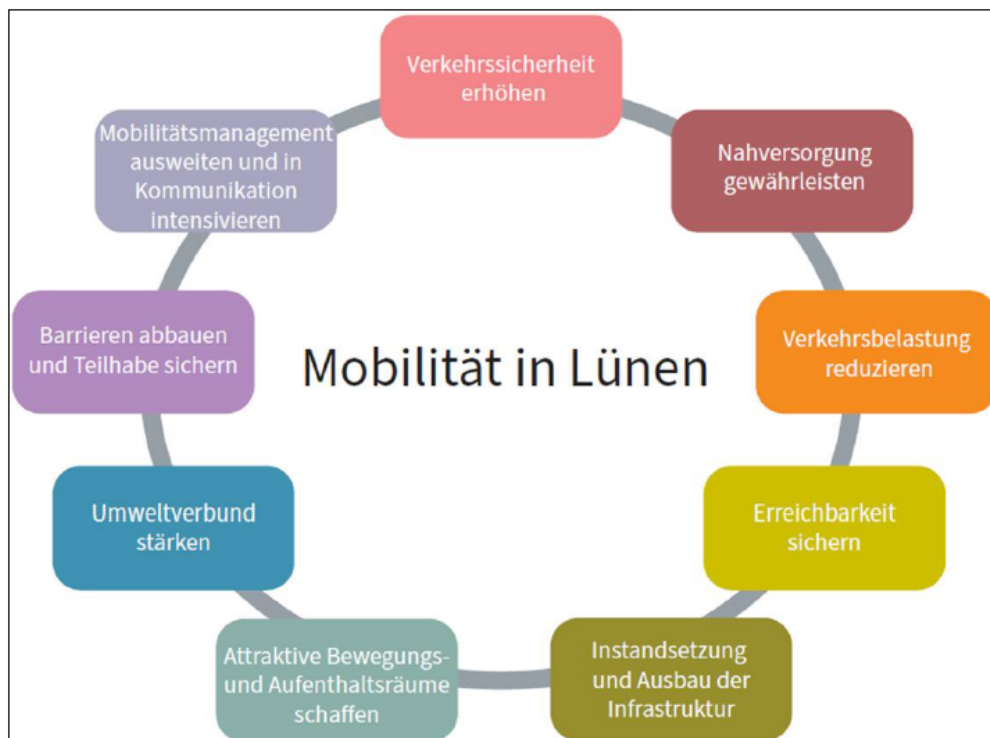 Verkehrssicherheit
erhöhen
Nahversorgung
gewährleisten
Verkehrsbelastung
reduzieren
Erreichbarkeit
sichern
Instandsetzung
und Ausbau der
Infrastruktur
Attraktive Bewegungs-
und Aufenthaltsräume
schaffen
Umweltverbund
stärken
Barrieren abbauen
und Teilhabe sichern
Mobilitätsmanagement
ausweiten und in
Kommunikation
intensivieren
Mobilität in Lünen